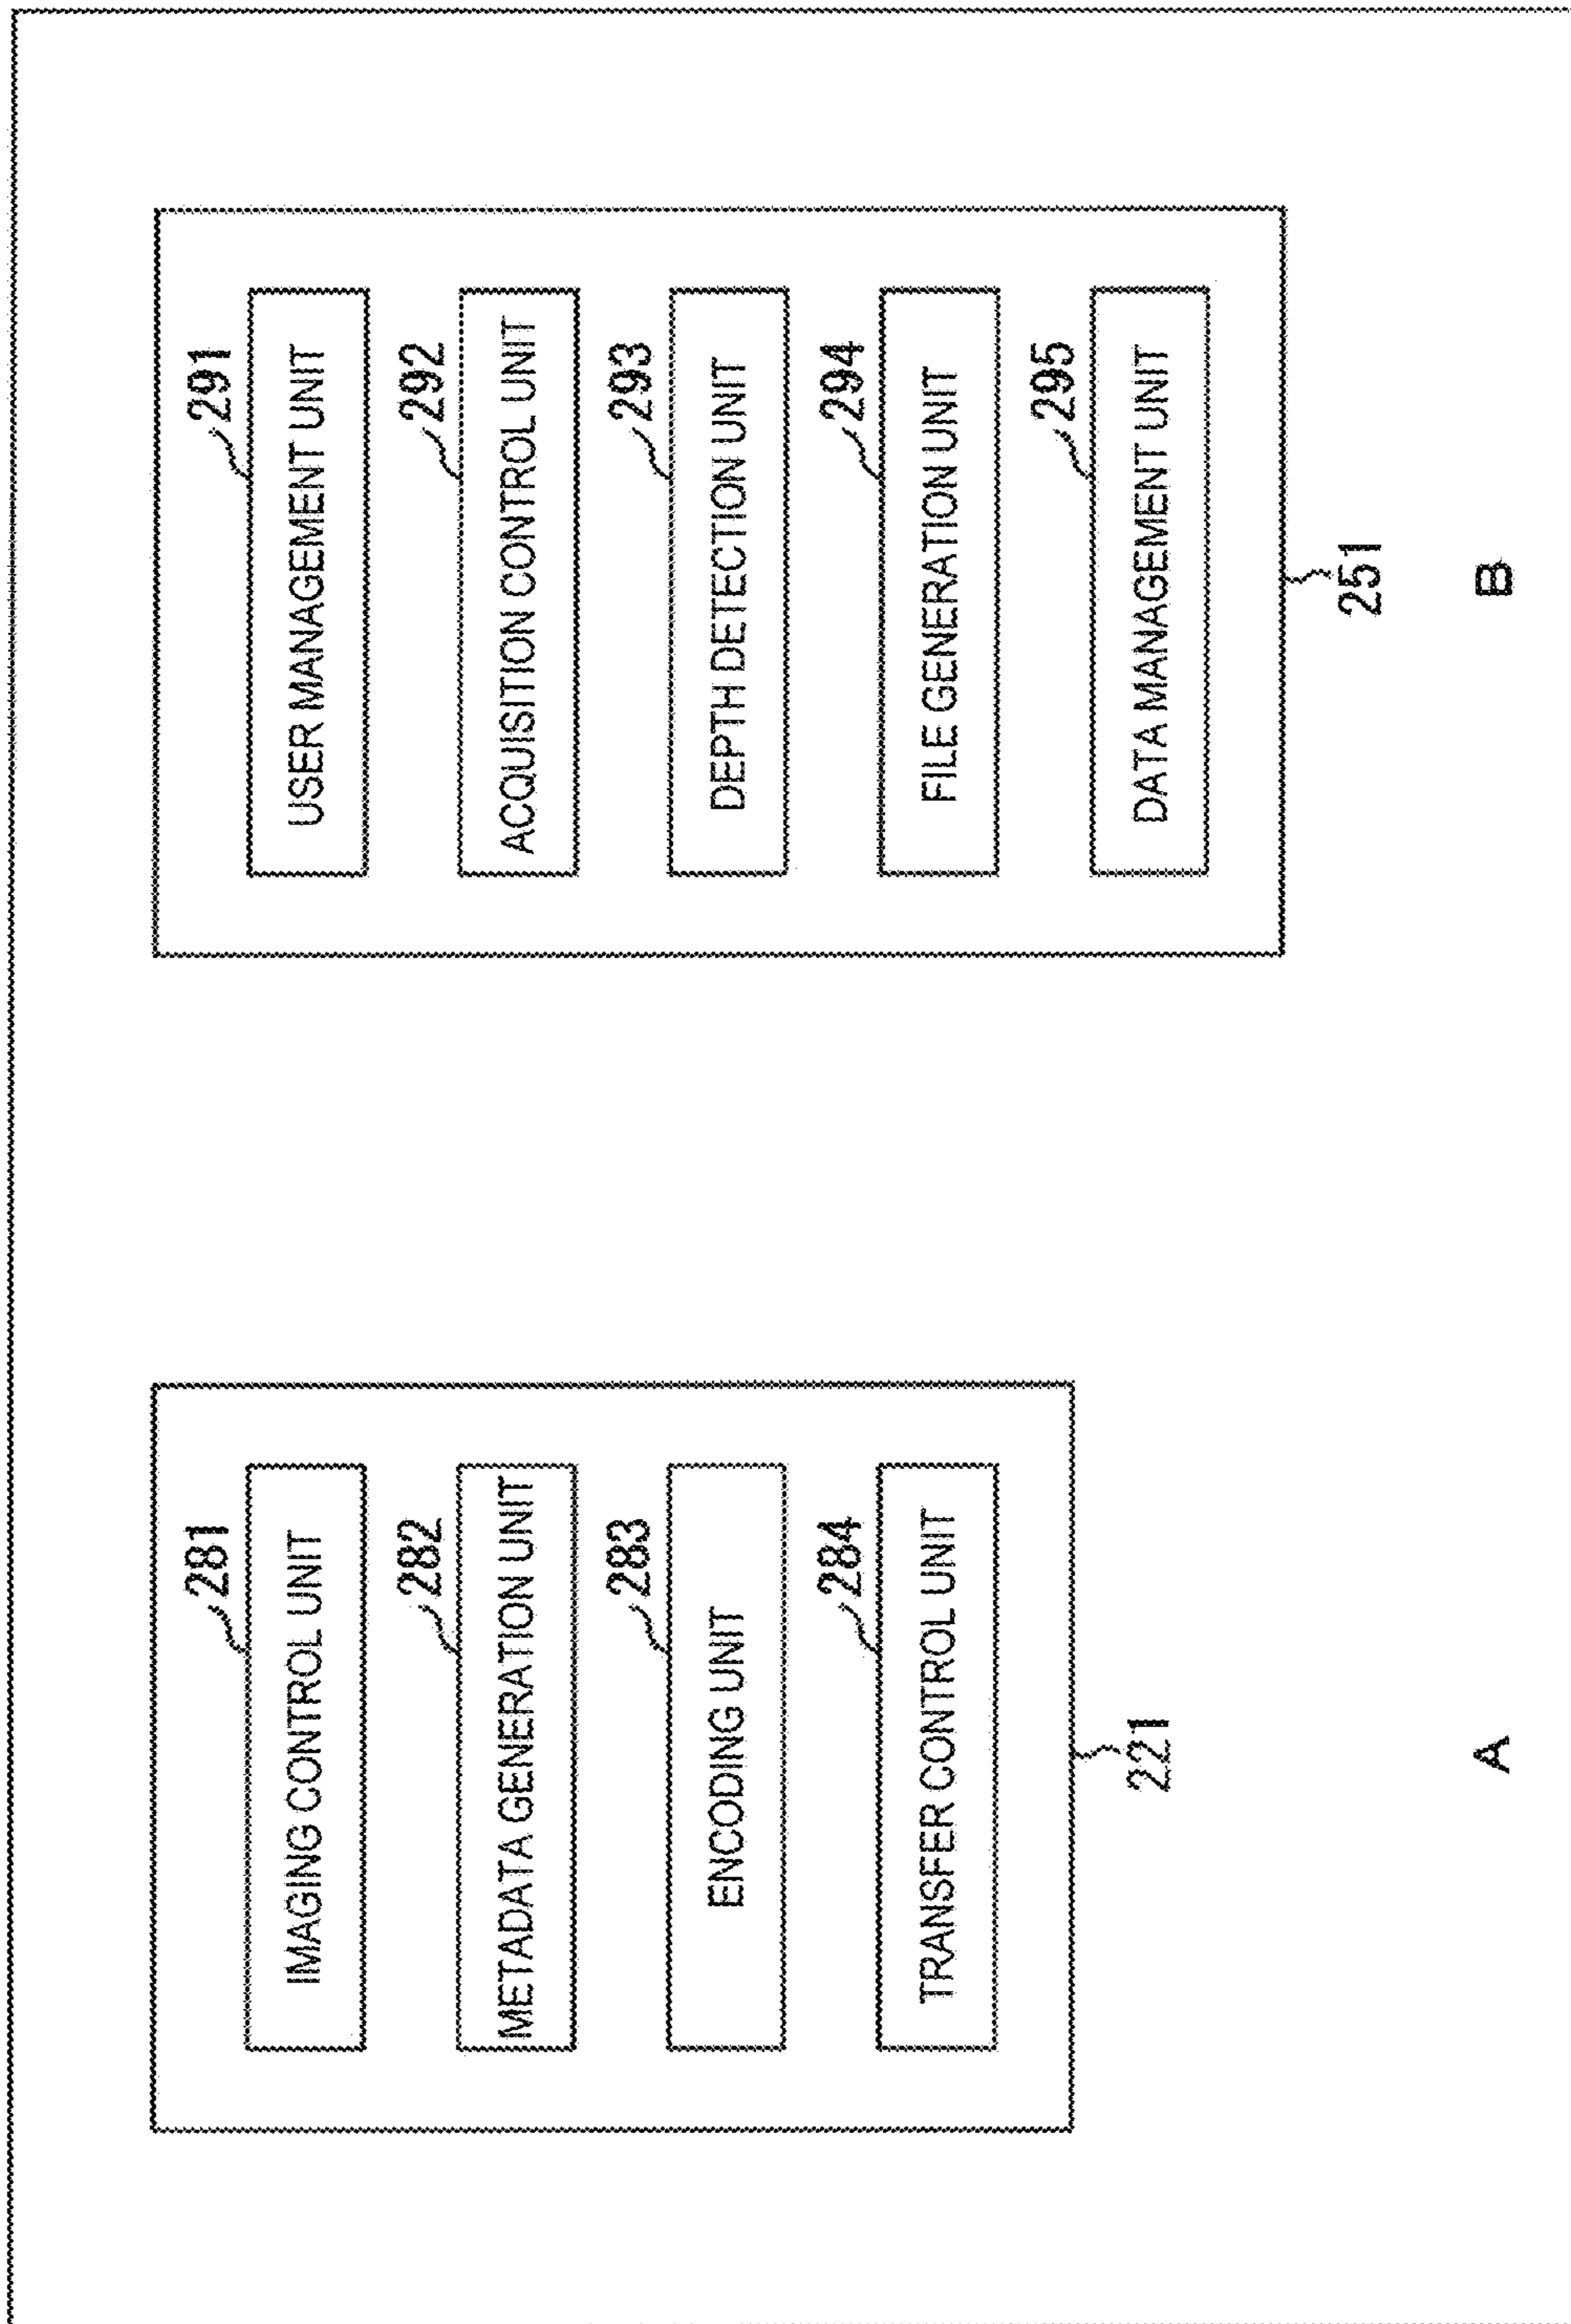 281
IMAGING CONTROL UNIT
282
METADATA GENERATION UNIT
283
ENCODING UNIT
284
TRANSFER CONTROL UNIT
221
A
291
USER MANAGEMENT UNIT
292
ACQUISITION CONTROL UNIT
293
DEPTH DETECTION UNIT
294
FILE GENERATION UNIT
295
DATA MANAGEMENT UNIT
251
B